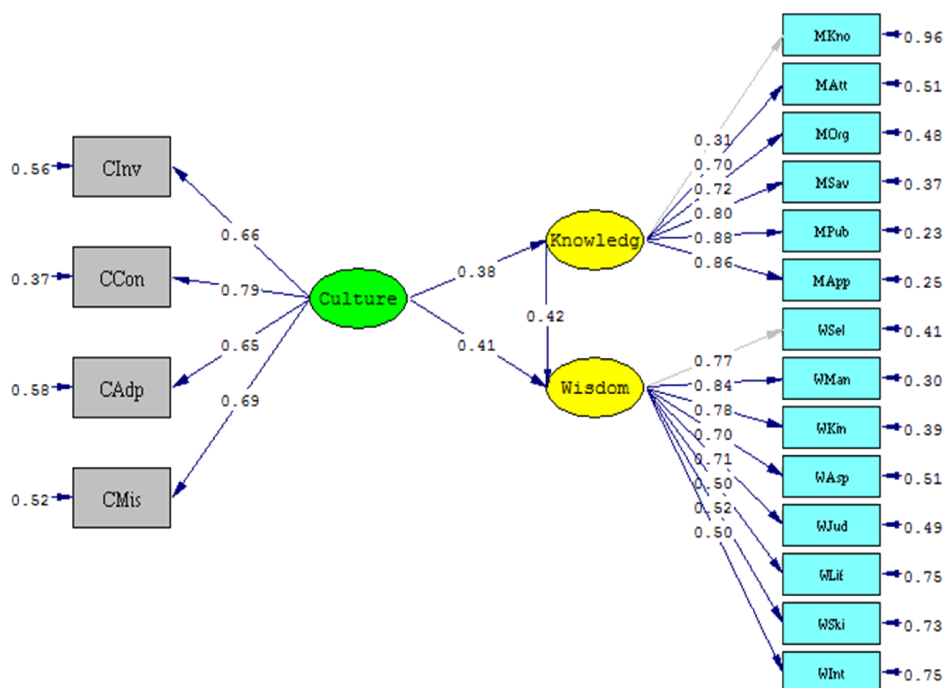 0.56 CInv
0.37 CCon
0.58 CAdp
0.52 CMis
0.66
0.79
0.65
0.69
Culture
0.38
0.41
Knowledg
0.42
Wisdom
0.31
0.70
0.72
0.80
0.88
0.86
0.77
0.84
0.78
0.70
0.71
0.50
0.52
0.50
MKno 0.96
MAtt 0.51
MOrg 0.48
MSav 0.37
MPub 0.23
MApp 0.25
WSel 0.41
WMan 0.30
WKin 0.39
WAsp 0.51
WJud 0.49
WLif 0.75
WSki 0.73
WInt 0.75